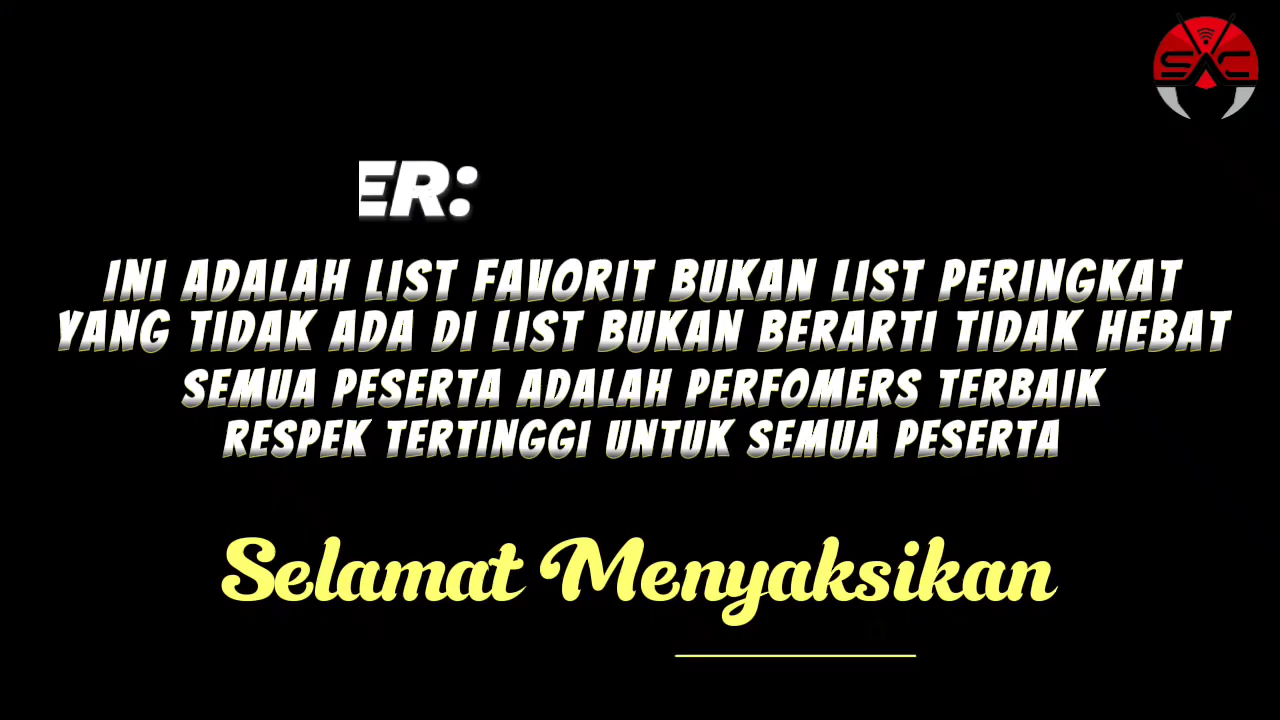 SAC
ER:
INI ADALAH LIST FAVORIT BUKAN LIST PERINGKAT
YANG TIDAK ADA DI LIST BUKAN BERARTI TIDAK HEBAT
SEMUA PESERTA ADALAH PERFOMERS TERBAIK
RESPEK TERTINGGI UNTUK SEMUA PESERTA
Selamat Menyaksikan